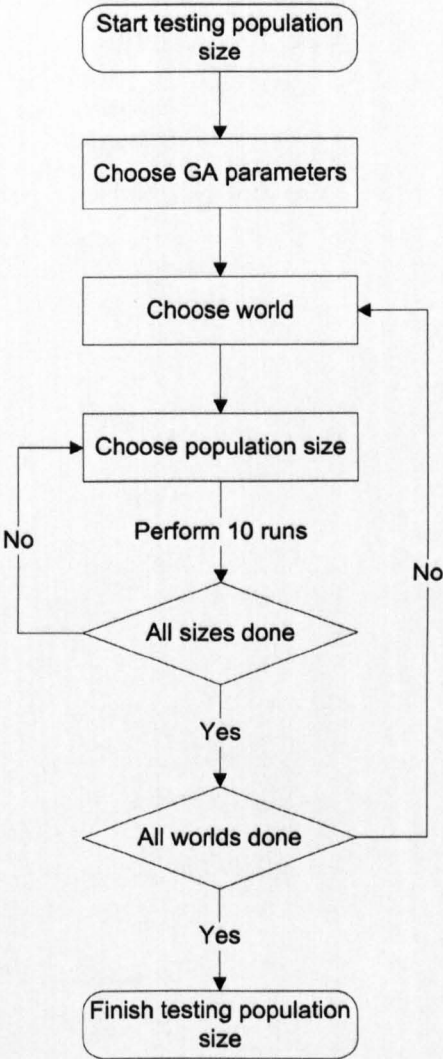 Start testing population
size
Choose GA parameters
Choose world
Choose population size
Perform 10 runs
No
No
All sizes done
Yes
All worlds done
Yes
Finish testing population
size